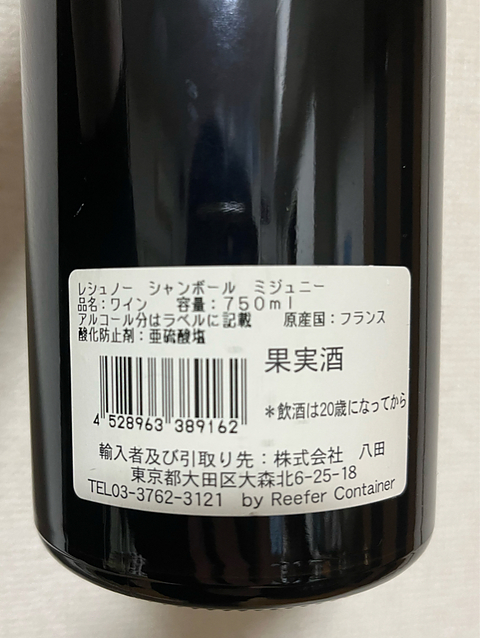 レシュノー　シャンボール　ミジュニー
品名：ワイン　　容量：７５０ｍｌ
アルコール分はラベルに記載　　原産国：フランス
酸化防止剤：亜硫酸塩
果実酒
4 528963 389162
＊飲酒は20歳になってから
輸入者及び引取り先：株式会社　八田
東京都大田区大森北6-25-18
TEL03-3762-3121　by Reefer Container